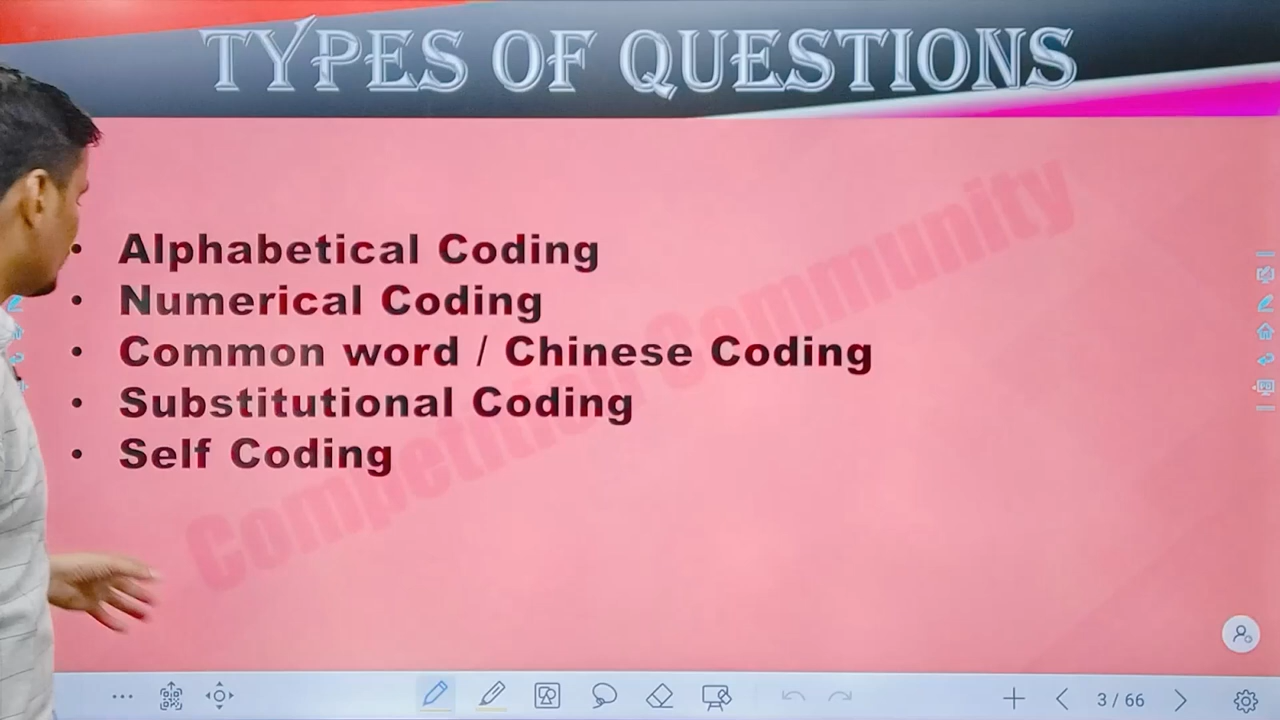 TYPES OF QUESTIONS
• Alphabetical Coding
• Numerical Coding
• Common word / Chinese Coding
• Substitutional Coding
• Self Coding
Competition Community
3 / 66